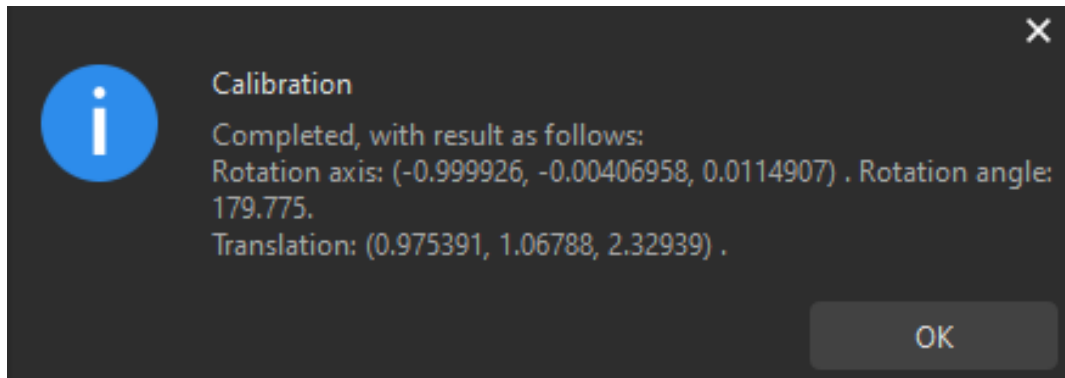 Calibration
Completed, with result as follows:
Rotation axis: (-0.999926, -0.00406958, 0.0114907) . Rotation angle:
179.775.
Translation: (0.975391, 1.06788, 2.32939) .
OK